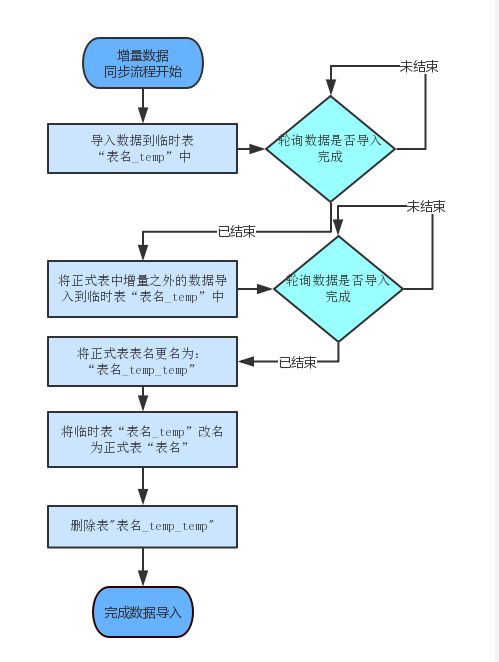 增量数据
同步流程开始
未结束
导入数据到临时表
“表名_temp”中
轮询数据是否导入
完成
已结束
未结束
将正式表中增量之外的数据导
入到临时表“表名_temp”中
轮询数据是否导入
完成
将正式表表名更名为：
“表名_temp_temp”
已结束
将临时表“表名_temp”改名
为正式表“表名”
删除表"表名_temp_temp"
完成数据导入